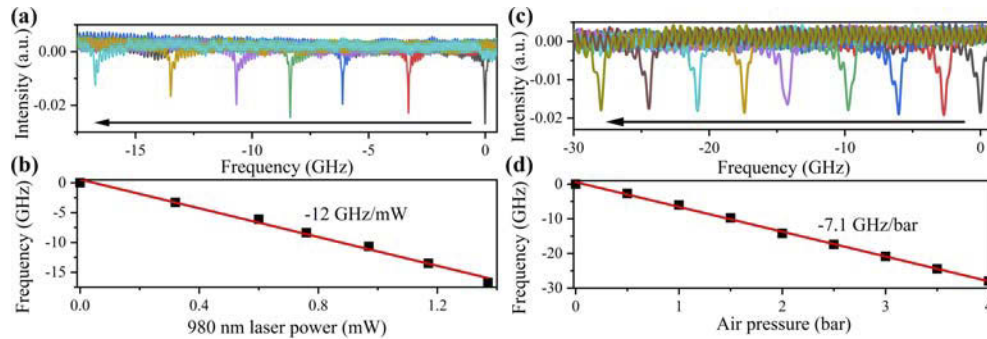 (a)
Intensity (a.u.)
0.00
-0.02
-15
-10
-5
0
Frequency (GHz)
(b)
Frequency (GHz)
0
-5
-10
-15
-12 GHz/mW
0.0
0.4
0.8
1.2
980 nm laser power (mW)
(c)
Intensity (a.u.)
0.00
-0.01
-0.02
-30
-20
-10
0
Frequency (GHz)
(d)
Frequency (GHz)
0
-10
-20
-30
-7.1 GHz/bar
0
1
2
3
4
Air pressure (bar)